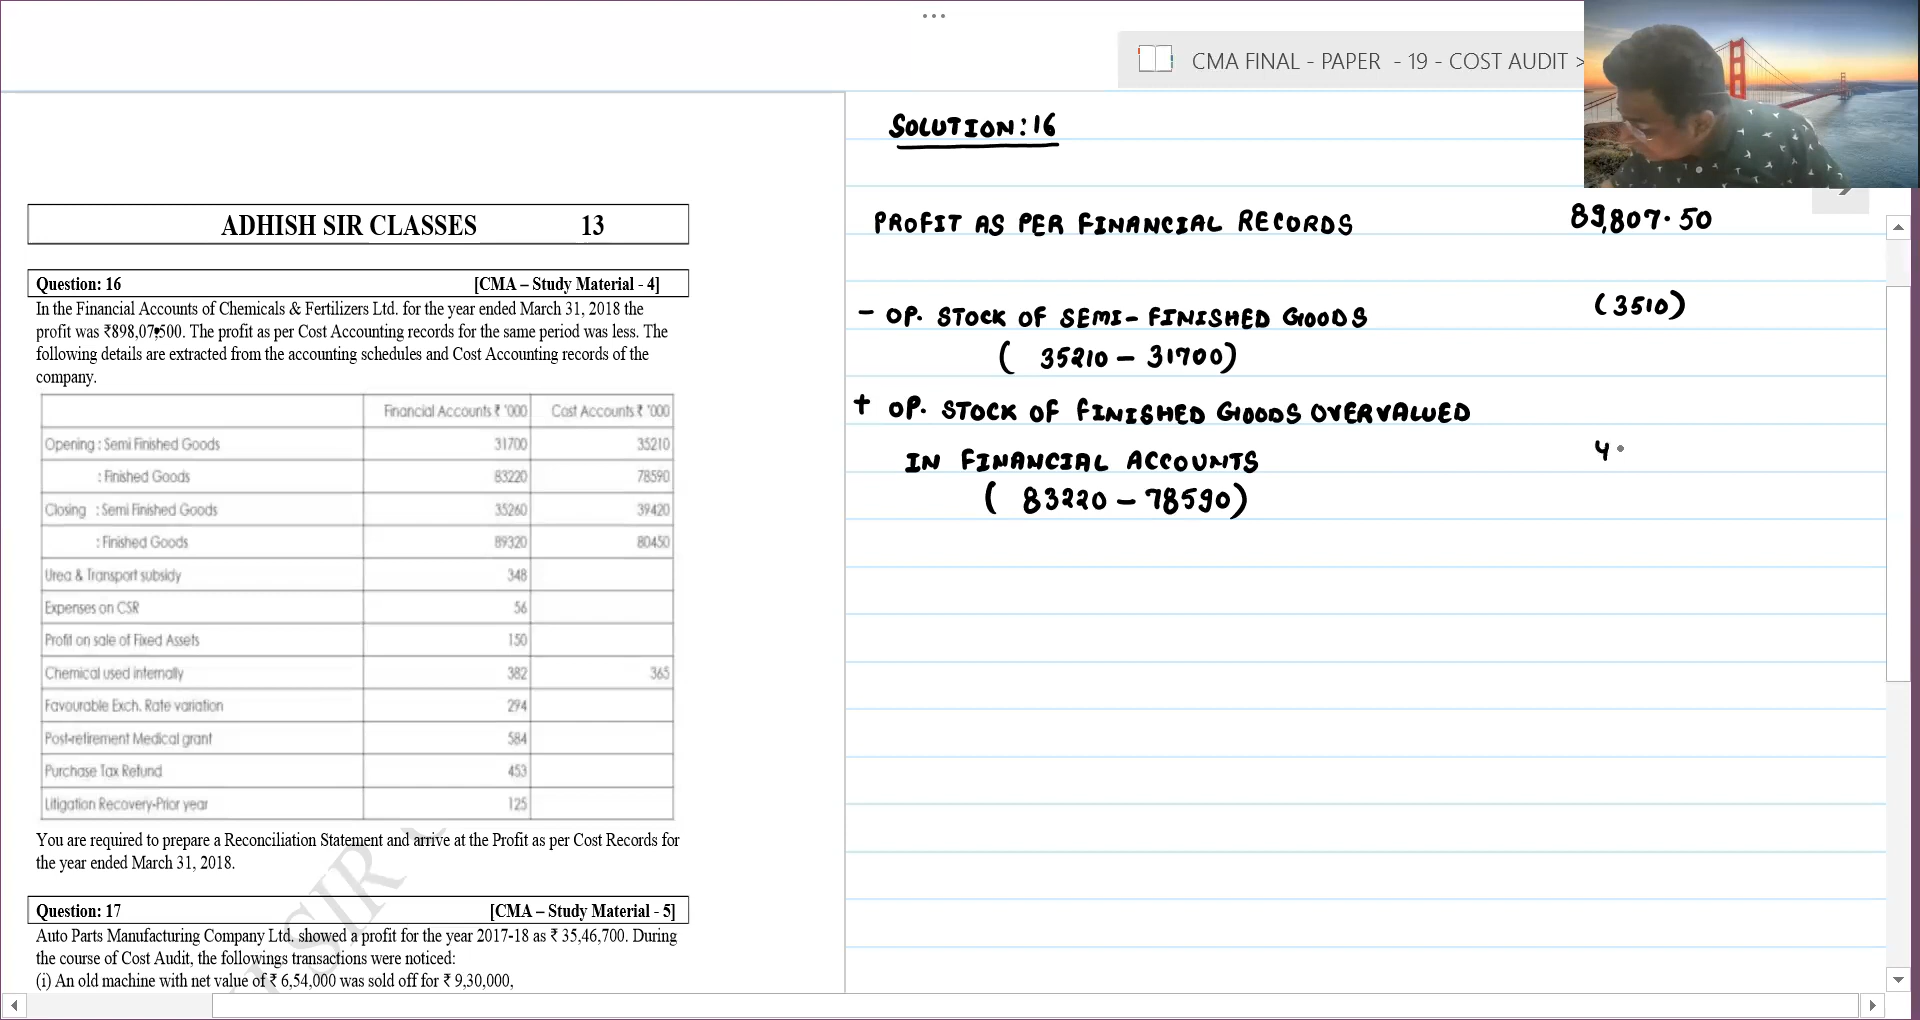 CMA FINAL - PAPER - 19 - COST AUDIT >
ADHISH SIR CLASSES 13
Question: 16 [CMA – Study Material - 4]
In the Financial Accounts of Chemicals & Fertilizers Ltd. for the year ended March 31, 2018 the
profit was ₹898,07,500. The profit as per Cost Accounting records for the same period was less. The
following details are extracted from the accounting schedules and Cost Accounting records of the
company.
Financial Accounts ₹ '000 Cost Accounts ₹ '000
Opening : Semi Finished Goods 31700 35210
: Finished Goods 83220 78590
Closing : Semi Finished Goods 35260 39420
: Finished Goods 89320 80450
Urea & Transport subsidy 348
Expenses on CSR 56
Profit on sale of Fixed Assets 150
Chemical used internally 382 365
Favourable Exch. Rate variation 294
Post-retirement Medical grant 584
Purchase Tax Refund 453
Litigation Recovery-Prior year 125
You are required to prepare a Reconciliation Statement and arrive at the Profit as per Cost Records for
the year ended March 31, 2018.
SIR
Question: 17 [CMA – Study Material - 5]
Auto Parts Manufacturing Company Ltd. showed a profit for the year 2017-18 as ₹ 35,46,700. During
the course of Cost Audit, the followings transactions were noticed:
(i) An old machine with net value of ₹ 6,54,000 was sold off for ₹ 9,30,000,
SOLUTION: 16
PROFIT AS PER FINANCIAL RECORDS 89,807.50
- OP. STOCK OF SEMI-FINISHED GOODS (3510)
( 35210 - 31700)
+ OP. STOCK OF FINISHED GOODS OVERVALUED
IN FINANCIAL ACCOUNTS 4
( 83220 - 78590)